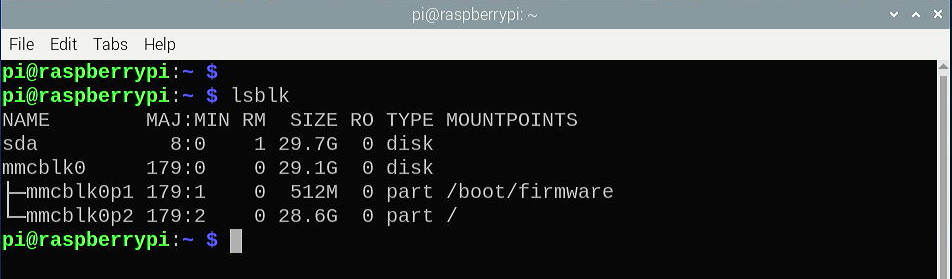 pi@raspberrypi: ~
File Edit Tabs Help
pi@raspberrypi:~ $
pi@raspberrypi:~ $ lsblk
NAME        MAJ:MIN RM  SIZE RO TYPE MOUNTPOINTS
sda           8:0    1 29.7G  0 disk
mmcblk0     179:0    0 29.1G  0 disk
├─mmcblk0p1 179:1    0  512M  0 part /boot/firmware
└─mmcblk0p2 179:2    0 28.6G  0 part /
pi@raspberrypi:~ $